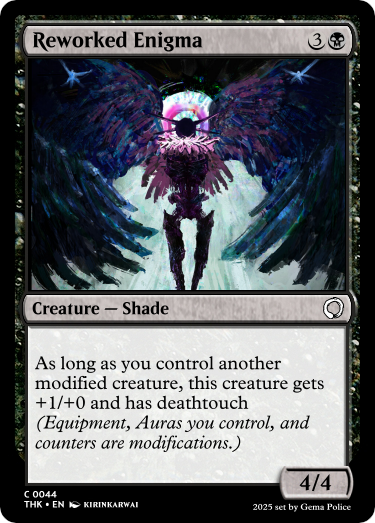 Reworked Enigma 3
Creature — Shade
As long as you control another
modified creature, this creature gets
+1/+0 and has deathtouch
(Equipment, Auras you control, and
counters are modifications.)
4/4
C 0044
THK • EN KIRINKARWAI
2025 set by Gema Police